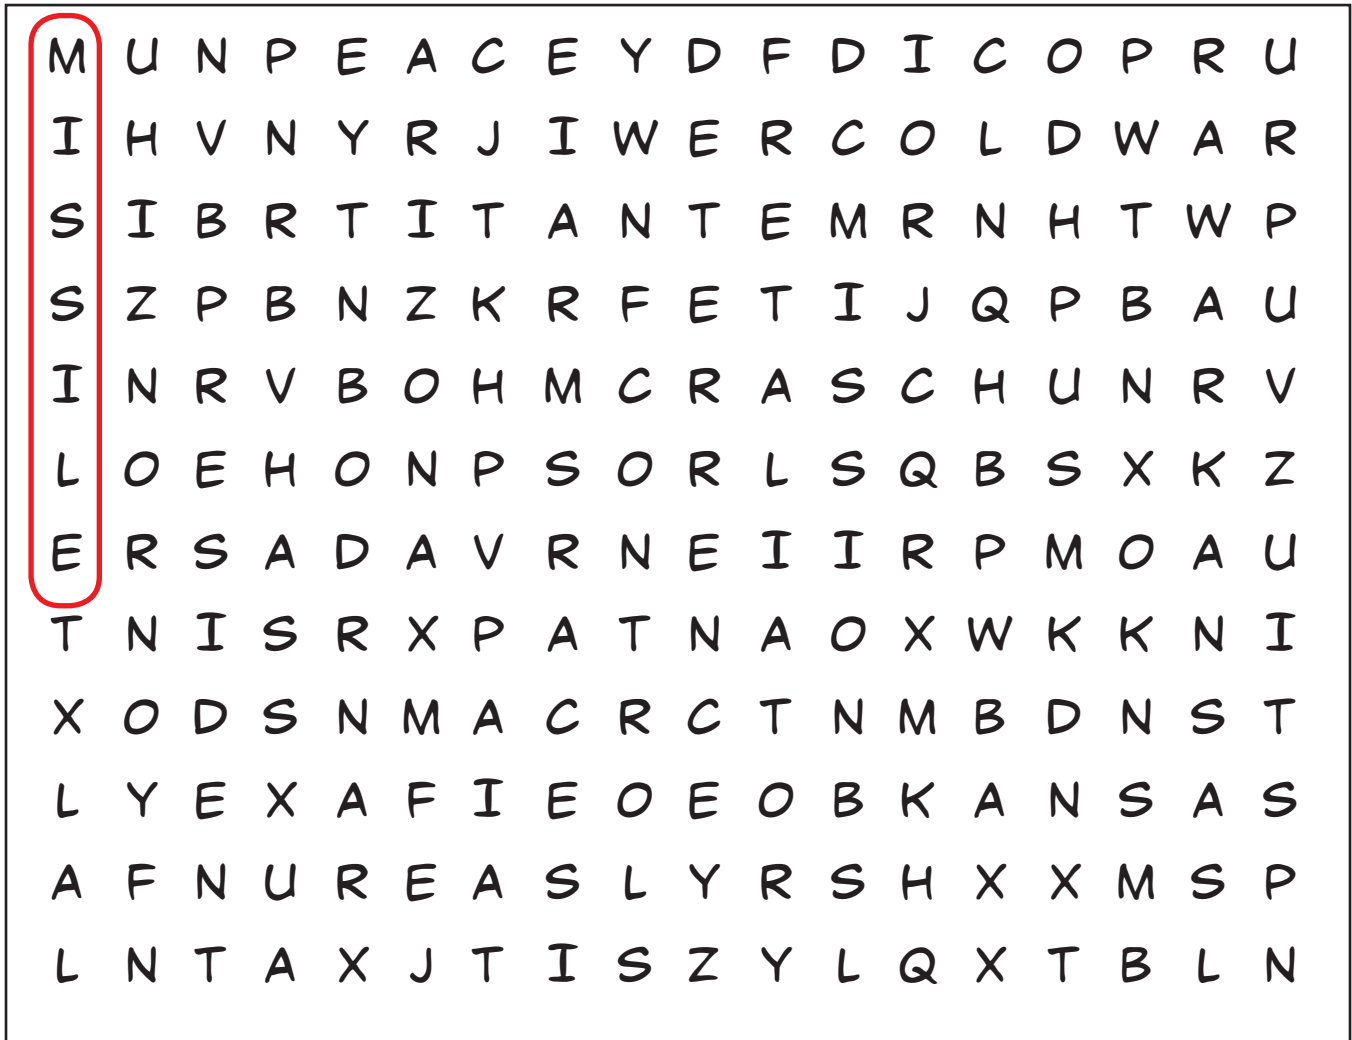 M U N P E A C E Y D F D I C O P R U
I H V N Y R J I W E R C O L D W A R
S I B R T I T A N T E M R N H T W P
S Z P B N Z K R F E T I J Q P B A U
I N R V B O H M C R A S C H U N R V
L O E H O N P S O R L S Q B S X K Z
E R S A D A V R N E I I R P M O A U
T N I S R X P A T N A O X W K K N I
X O D S N M A C R C T N M B D N S T
L Y E X A F I E O E O B K A N S A S
A F N U R E A S L Y R S H X X M S P
L N T A X J T I S Z Y L Q X T B L N